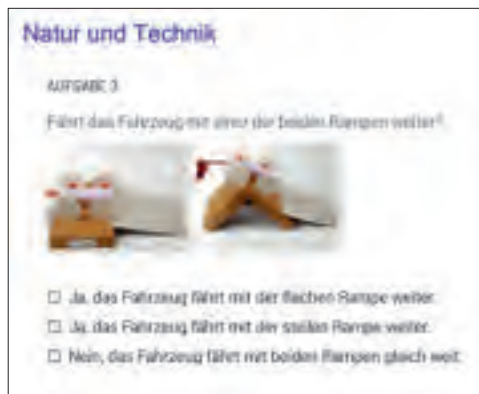 Natur und Technik
AUFGABE 3
Fährt das Fahrzeug mit einer der beiden Rampen weiter?
☐ Ja, das Fahrzeug fährt mit der flachen Rampe weiter.
☐ Ja, das Fahrzeug fährt mit der steilen Rampe weiter.
☐ Nein, das Fahrzeug fährt mit beiden Rampen gleich weit.